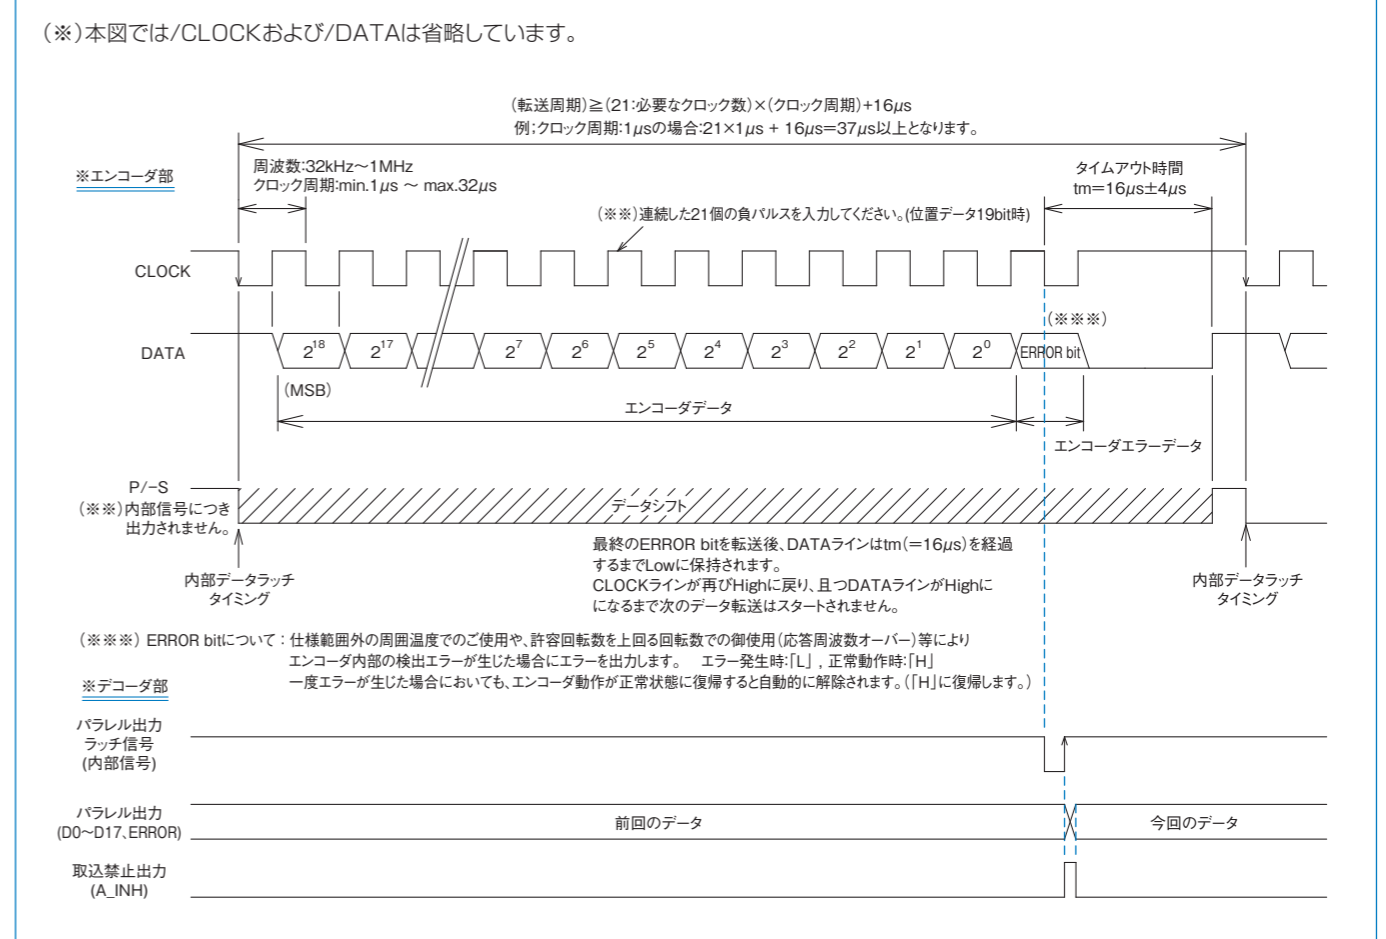 (※)本図では/CLOCKおよび/DATAは省略しています。
(転送周期)≧(21:必要なクロック数)×(クロック周期)+16μs
例;クロック周期:1μsの場合:21×1μs + 16μs=37μs以上となります。
※エンコーダ部
周波数:32kHz～1MHz
クロック周期:min.1μs ～ max.32μs
タイムアウト時間
tm=16μs±4μs
(※※)連続した21個の負パルスを入力してください。(位置データ19bit時)
CLOCK
(※※※)
DATA
2¹⁸ 2¹⁷ 2⁷ 2⁶ 2⁵ 2⁴ 2³ 2² 2¹ 2⁰ ERROR bit
(MSB)
エンコーダデータ
エンコーダエラーデータ
P/-S
(※※)内部信号につき
出力されません。
データシフト
内部データラッチ
タイミング
最終のERROR bitを転送後、DATAラインはtm(=16μs)を経過
するまでLowに保持されます。
CLOCKラインが再びHighに戻り、且つDATAラインがHighに
になるまで次のデータ転送はスタートされません。
内部データラッチ
タイミング
(※※※) ERROR bitについて:仕様範囲外の周囲温度でのご使用や、許容回転数を上回る回転数での御使用(応答周波数オーバー)等により
エンコーダ内部の検出エラーが生じた場合にエラーを出力します。 エラー発生時:「L」, 正常動作時:「H」
一度エラーが生じた場合においても、エンコーダ動作が正常状態に復帰すると自動的に解除されます。(「H」に復帰します。)
※デコーダ部
パラレル出力
ラッチ信号
(内部信号)
パラレル出力
(D0～D17、ERROR)
前回のデータ
今回のデータ
取込禁止出力
(A_INH)